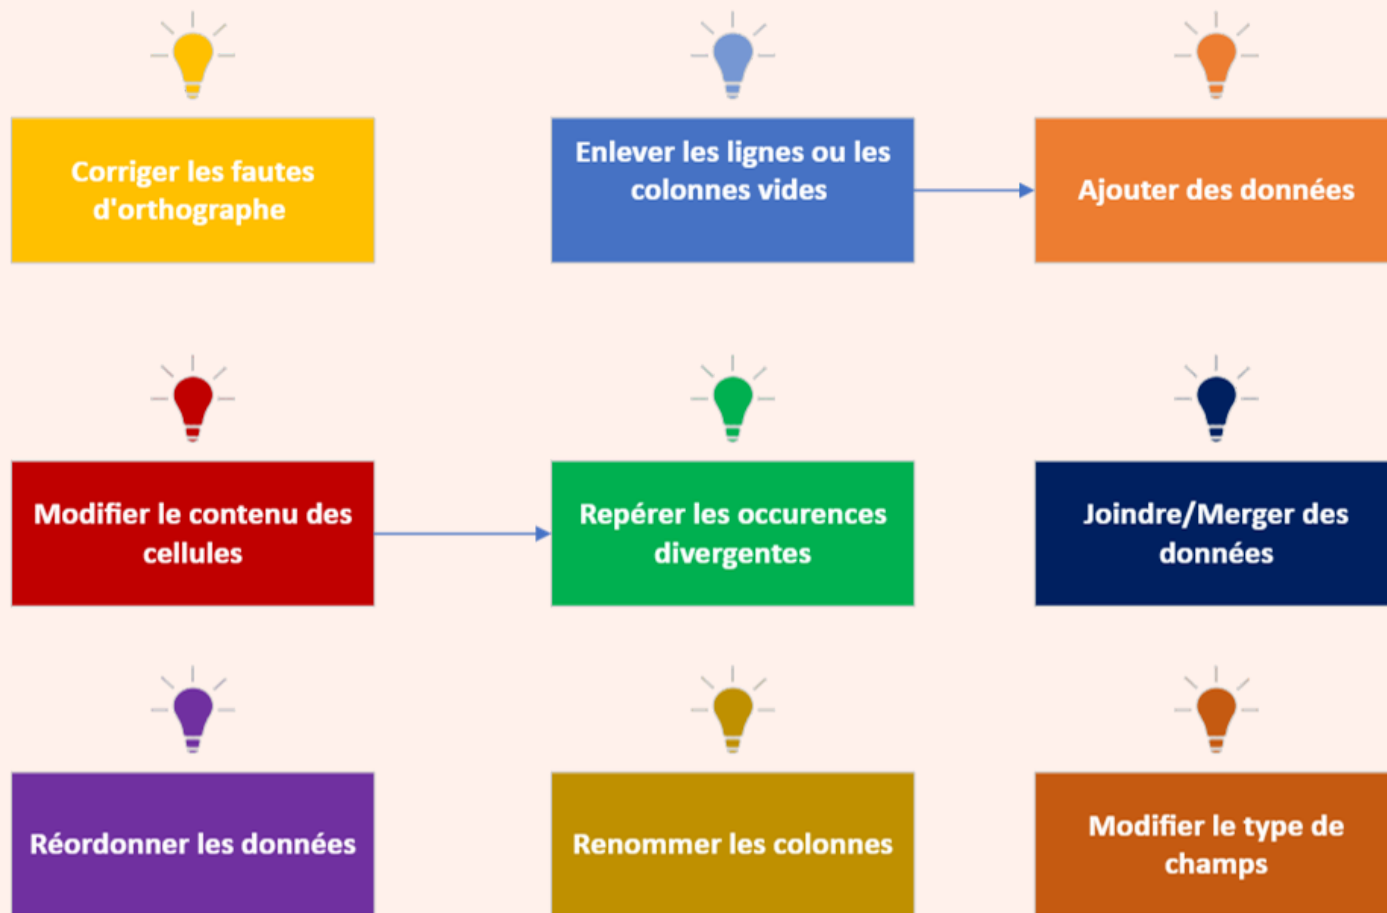 Corriger les fautes
d'orthographe
Enlever les lignes ou les
colonnes vides
Ajouter des données
Modifier le contenu des
cellules
Repérer les occurences
divergentes
Joindre/Merger des
données
Réordonner les données
Renommer les colonnes
Modifier le type de
champs